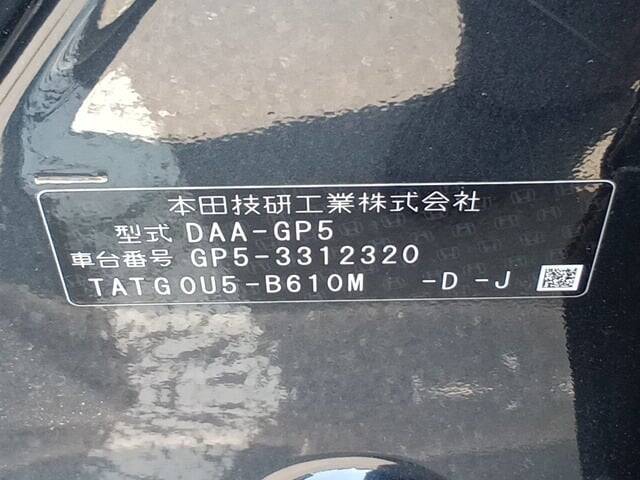 本田技研工業株式会社
型式 DAA-GP5
車台番号 GP5-3312320
TATG0U5-B610M -D -J